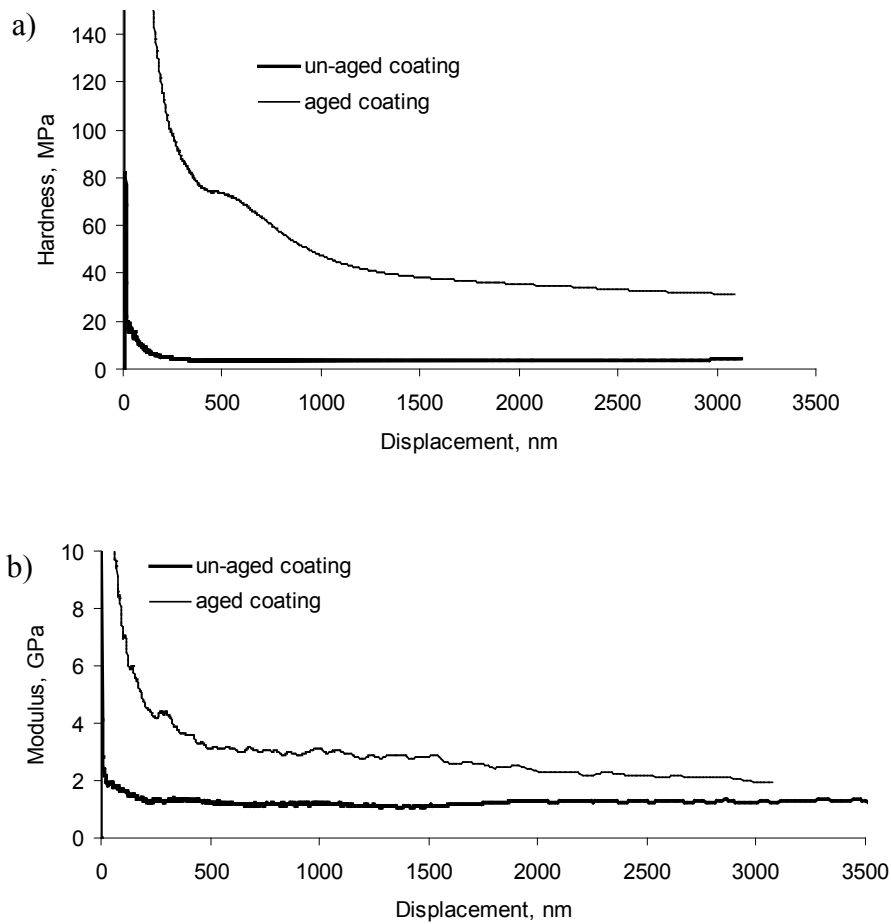 a)
Hardness, MPa
140
120
100
80
60
40
20
0
un-aged coating
aged coating
0 500 1000 1500 2000 2500 3000 3500
Displacement, nm
b)
Modulus, GPa
10
8
6
4
2
0
un-aged coating
aged coating
0 500 1000 1500 2000 2500 3000 3500
Displacement, nm